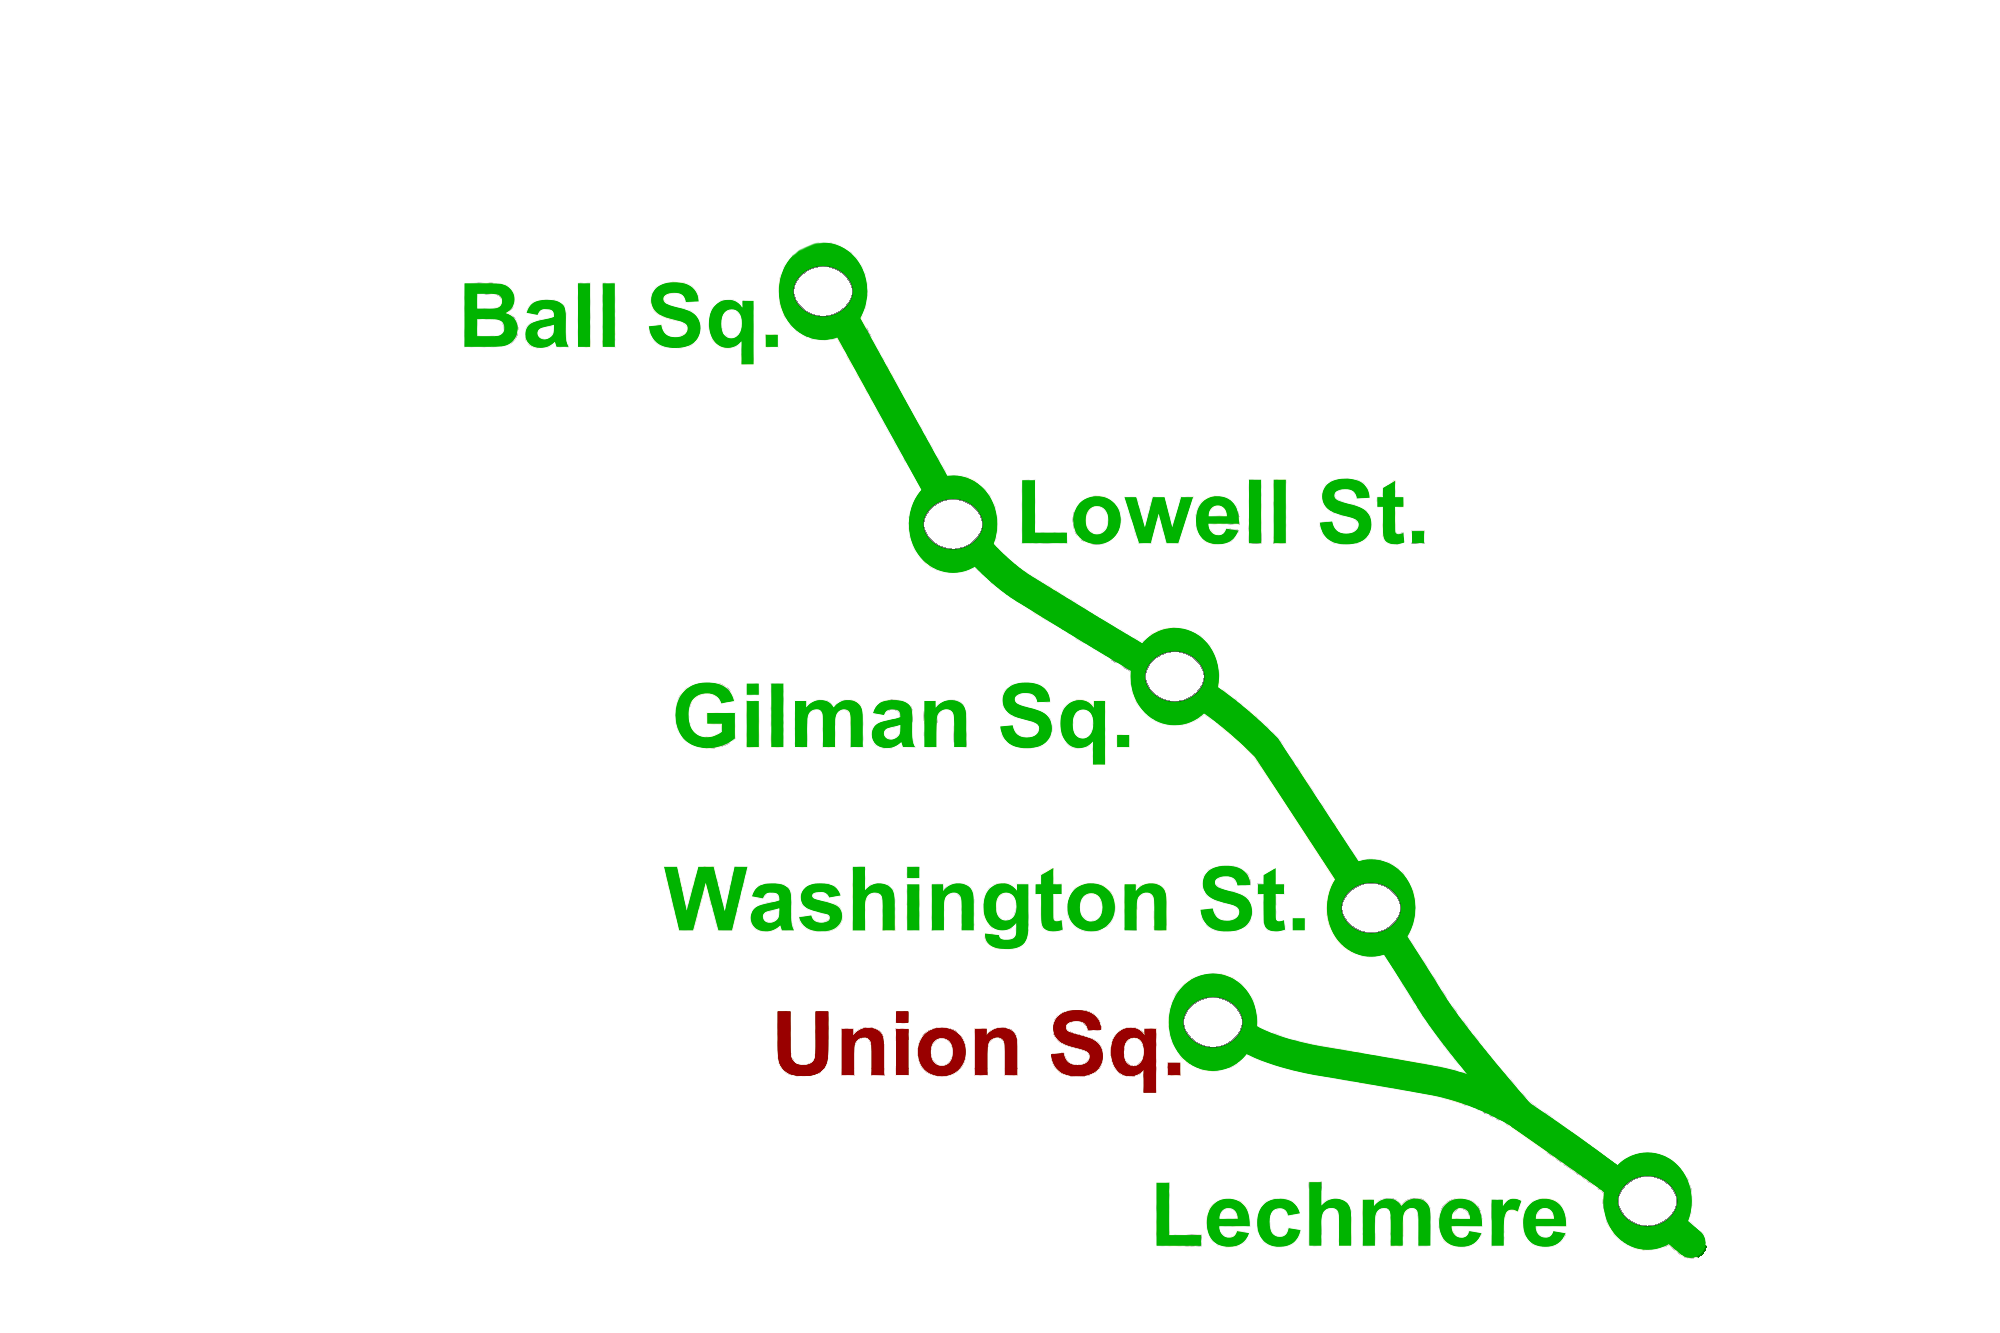 Ball Sq.
Lowell St.
Gilman Sq.
Washington St.
Union Sq.
Lechmere